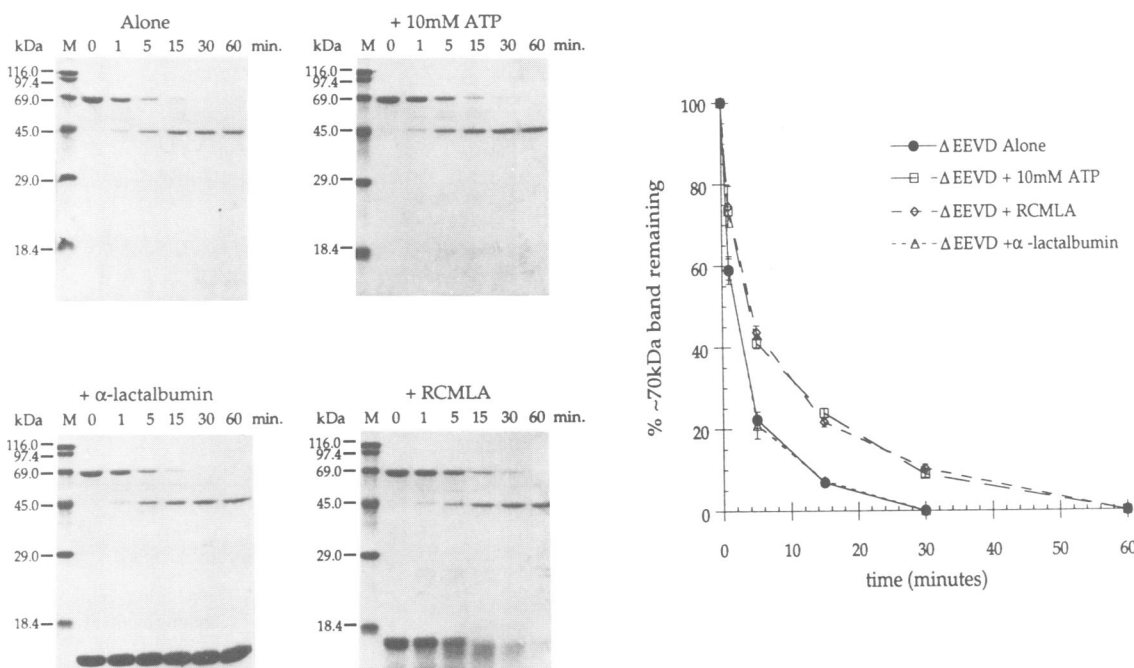 Alone
kDa M 0 1 5 15 30 60 min.
116.0
97.4
69.0
45.0
29.0
18.4
+ 10mM ATP
kDa M 0 1 5 15 30 60 min.
116.0
97.4
69.0
45.0
29.0
18.4
+ α-lactalbumin
kDa M 0 1 5 15 30 60 min.
116.0
97.4
69.0
45.0
29.0
18.4
+ RCMLA
kDa M 0 1 5 15 30 60 min.
116.0
97.4
69.0
45.0
29.0
18.4
% ~70kDa band remaining
100
80
60
40
20
0
Δ EEVD Alone
Δ EEVD + 10mM ATP
Δ EEVD + RCMLA
Δ EEVD +α -lactalbumin
0 10 20 30 40 50 60
time (minutes)